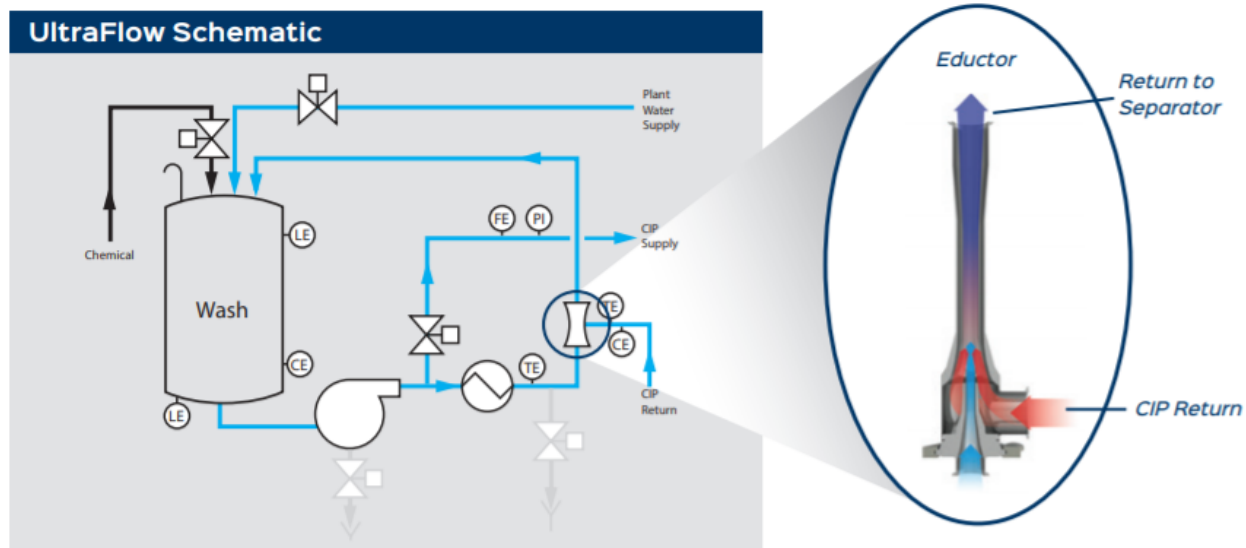 UltraFlow Schematic
Plant
Water
Supply
Chemical
LE
Wash
CE
LE
FE
PI
CIP
Supply
TE
CE
TE
CIP
Return
Eductor
Return to
Separator
CIP Return